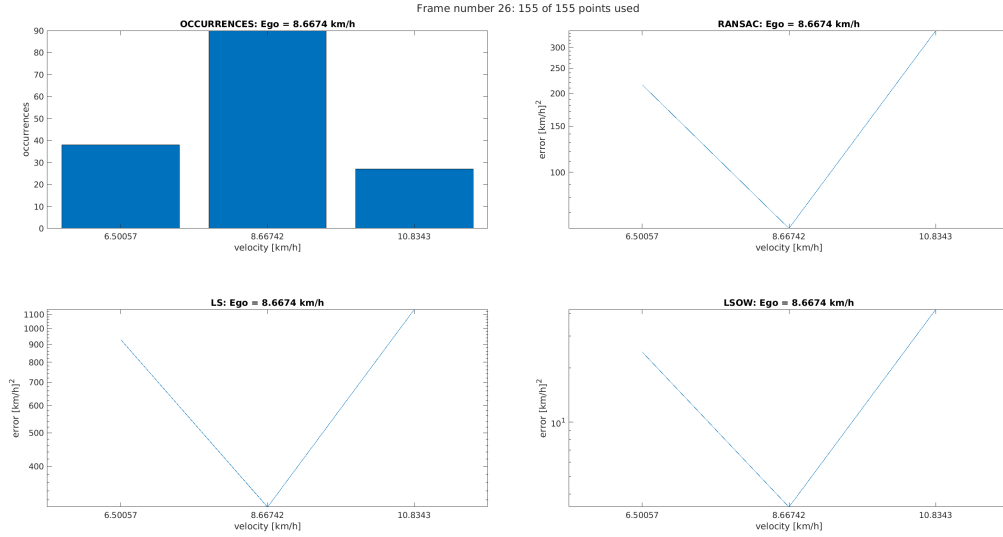 Frame number 26: 155 of 155 points used
OCCURRENCES: Ego = 8.6674 km/h
90
80
70
60
50
40
30
20
10
0
occurrences
6.50057
8.66742
10.8343
velocity [km/h]
RANSAC: Ego = 8.6674 km/h
300
250
200
150
100
error [km/h]²
6.50057
8.66742
10.8343
velocity [km/h]
LS: Ego = 8.6674 km/h
1100
1000
900
800
700
600
500
400
error [km/h]²
6.50057
8.66742
10.8343
velocity [km/h]
LSOW: Ego = 8.6674 km/h
10¹
error [km/h]²
6.50057
8.66742
10.8343
velocity [km/h]